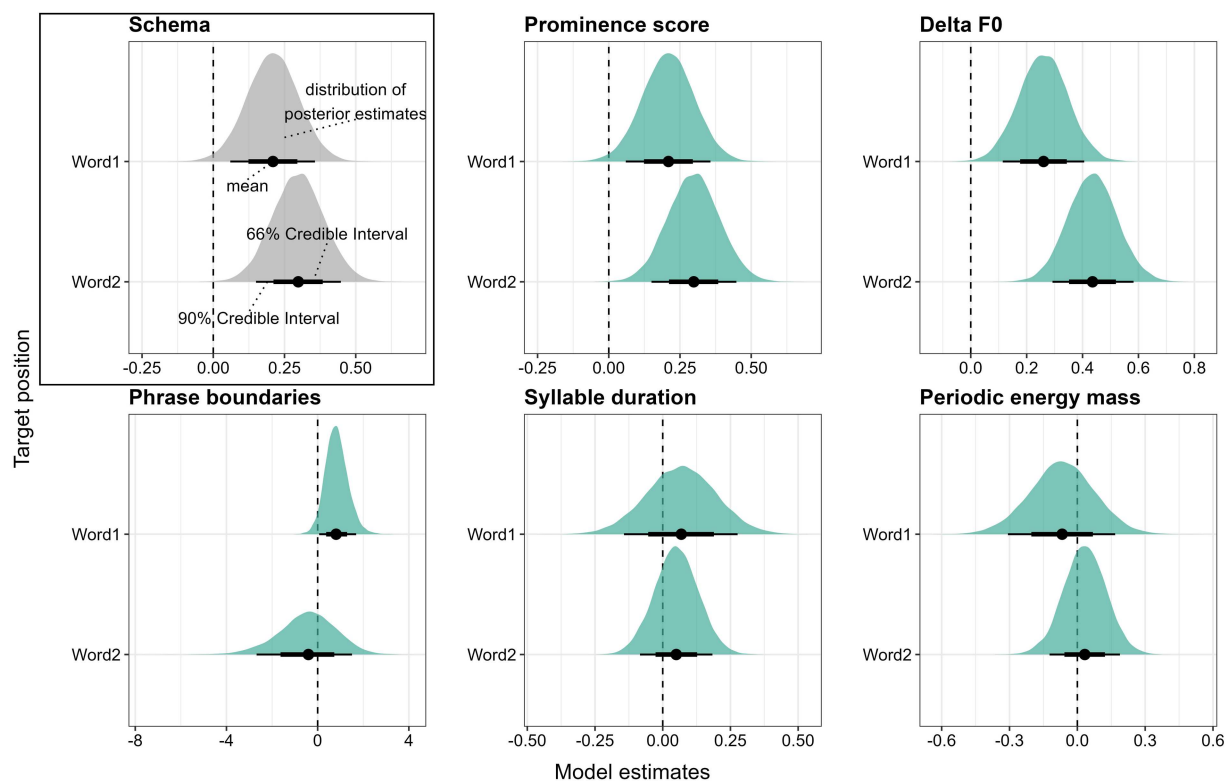 Schema
distribution of
posterior estimates
Word1
mean
66% Credible Interval
Word2
90% Credible Interval
-0.25 0.00 0.25 0.50
Prominence score
Word1
Word2
-0.25 0.00 0.25 0.50
Delta F0
Word1
Word2
0.0 0.2 0.4 0.6 0.8
Target position
Phrase boundaries
Word1
Word2
-8 -4 0 4
Syllable duration
Word1
Word2
-0.50 -0.25 0.00 0.25 0.50
Periodic energy mass
Word1
Word2
-0.6 -0.3 0.0 0.3 0.6
Model estimates